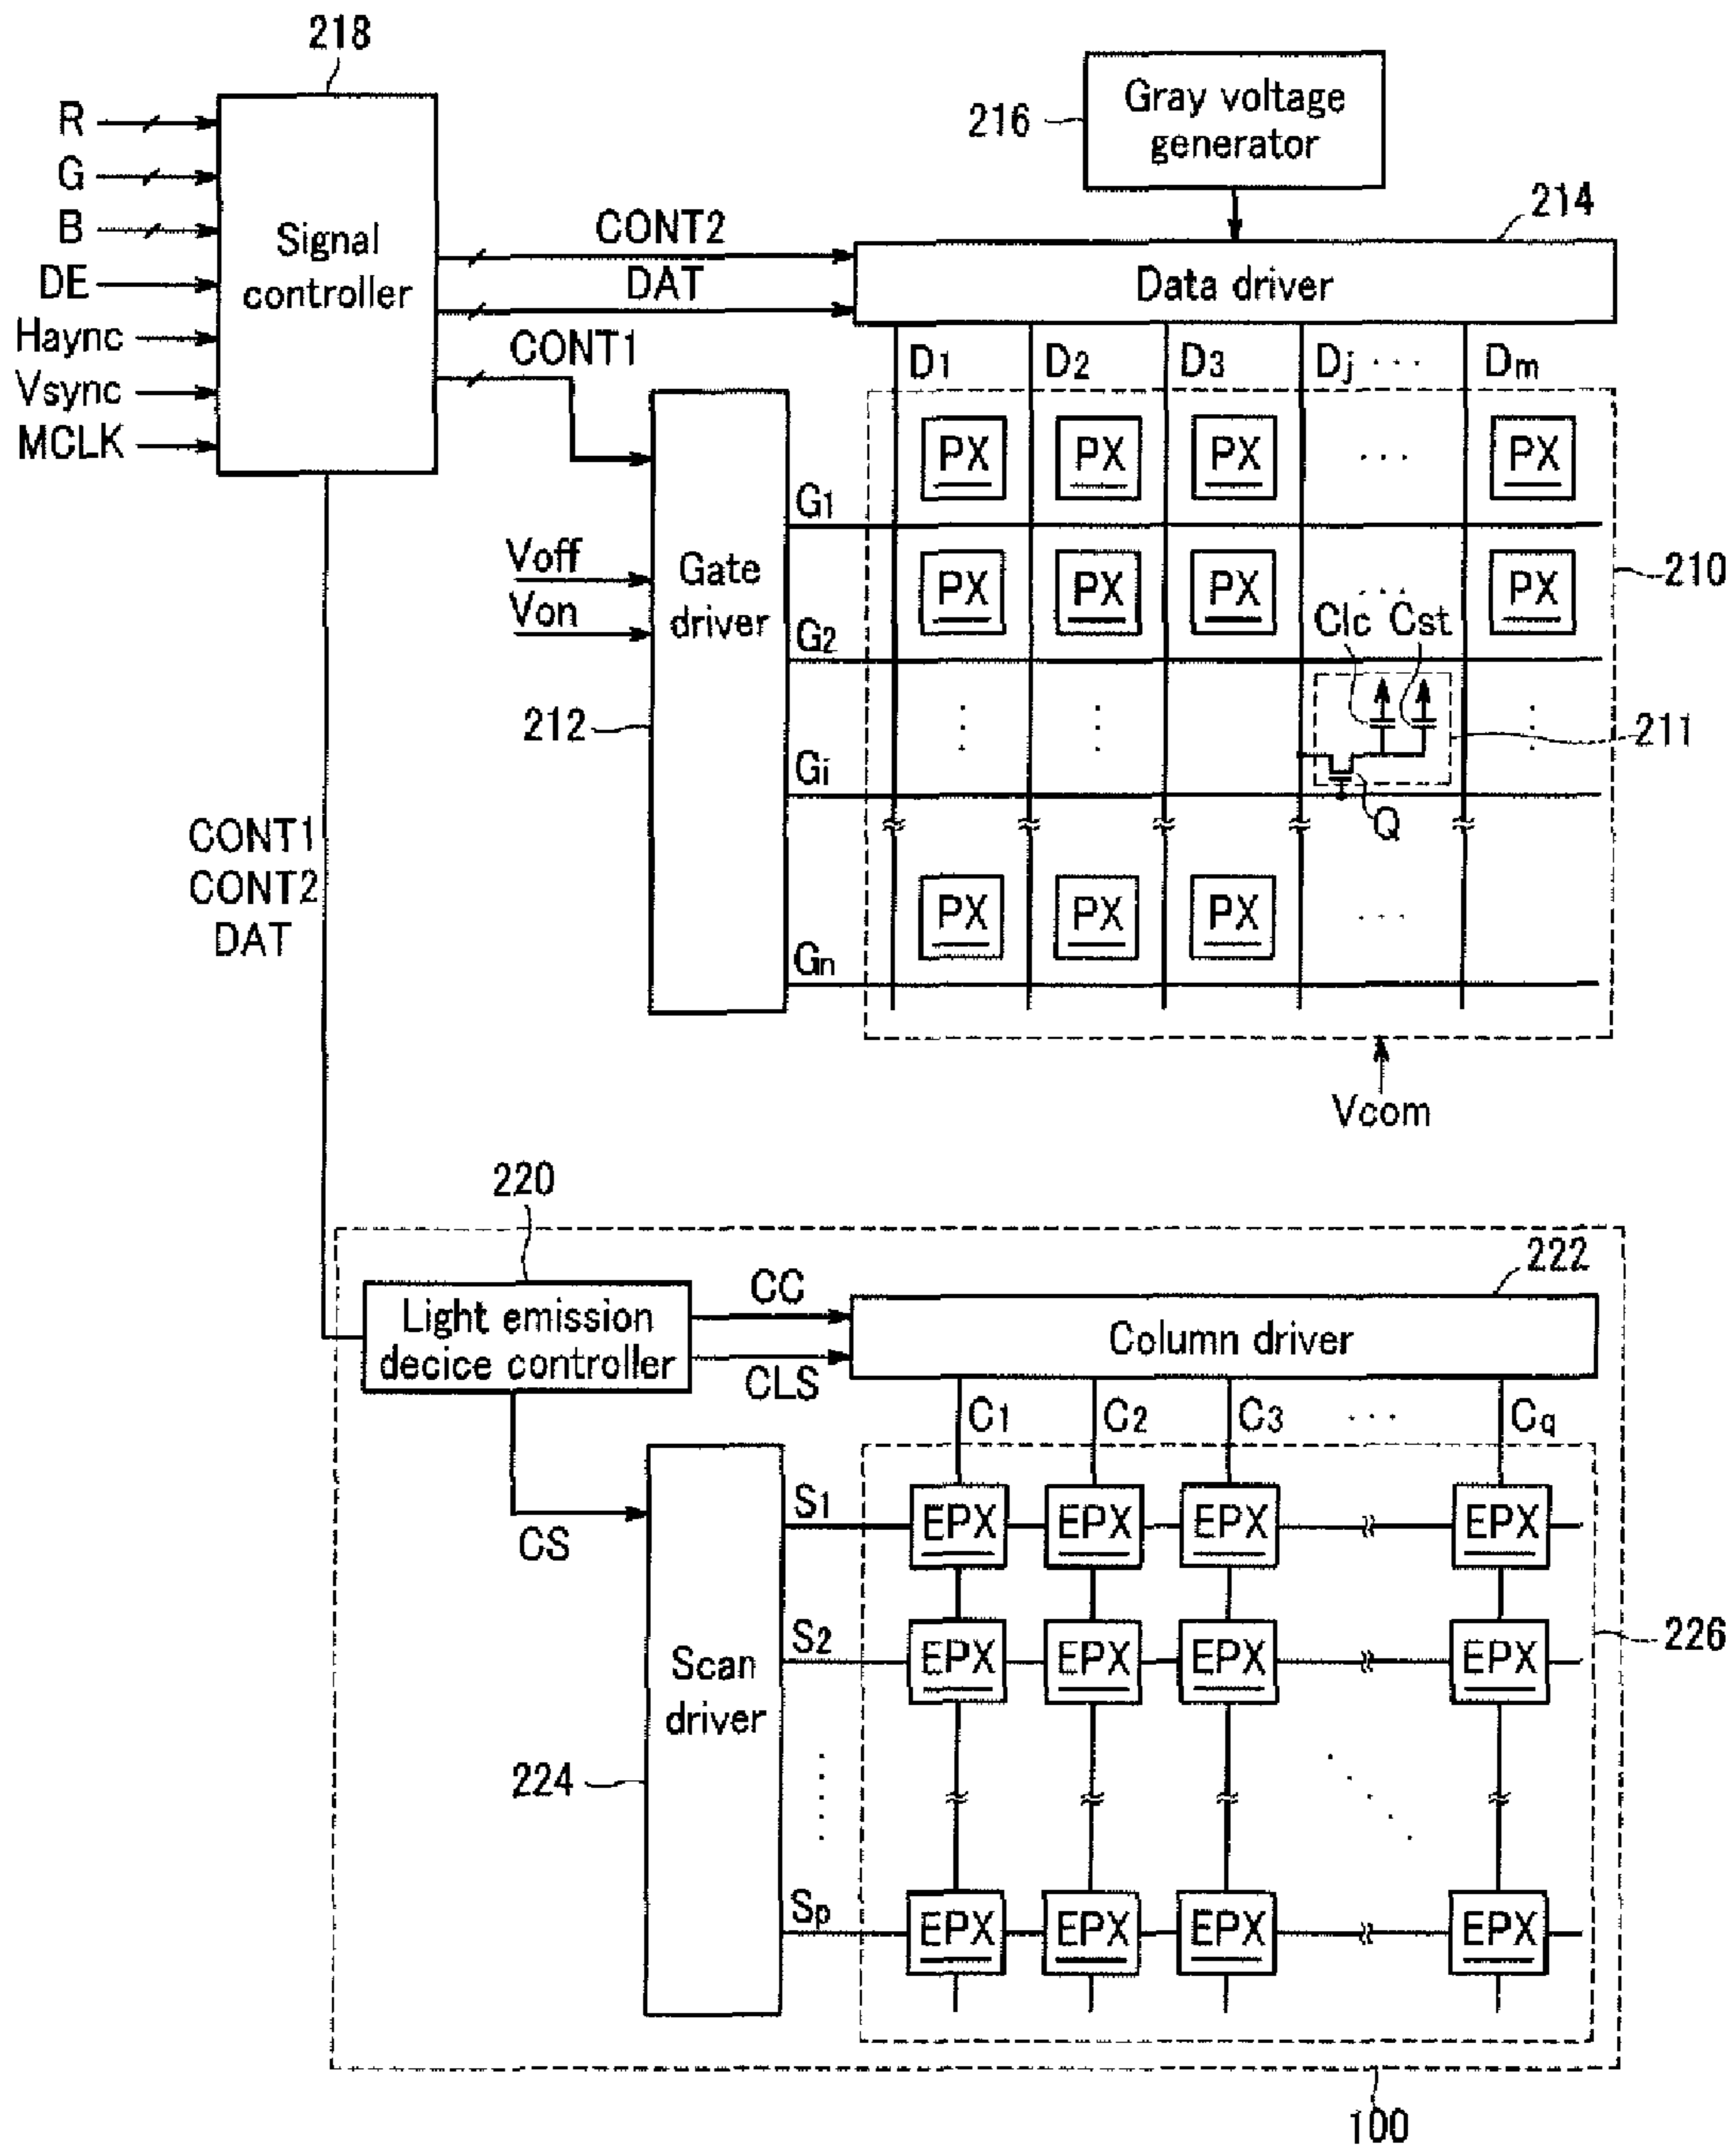 218
R
G
B
DE
Haync
Vsync
MCLK
Signal
controller
216
Gray voltage
generator
CONT2
DAT
CONT1
214
Data driver
D1 D2 D3 Dj ··· Dm
PX PX PX ··· PX
G1
Voff
Von
Gate
driver
PX PX PX ··· PX
210
G2
Clc Cst
212
211
Gi
Q
CONT1
CONT2
DAT
PX PX PX ···
Gn
Vcom
220
222
Light emission
decice controller
CC
CLS
Column driver
C1 C2 C3 ··· Cq
CS
S1
EPX EPX EPX EPX
S2
EPX EPX EPX EPX
226
Scan
driver
224
Sp
EPX EPX EPX EPX
100